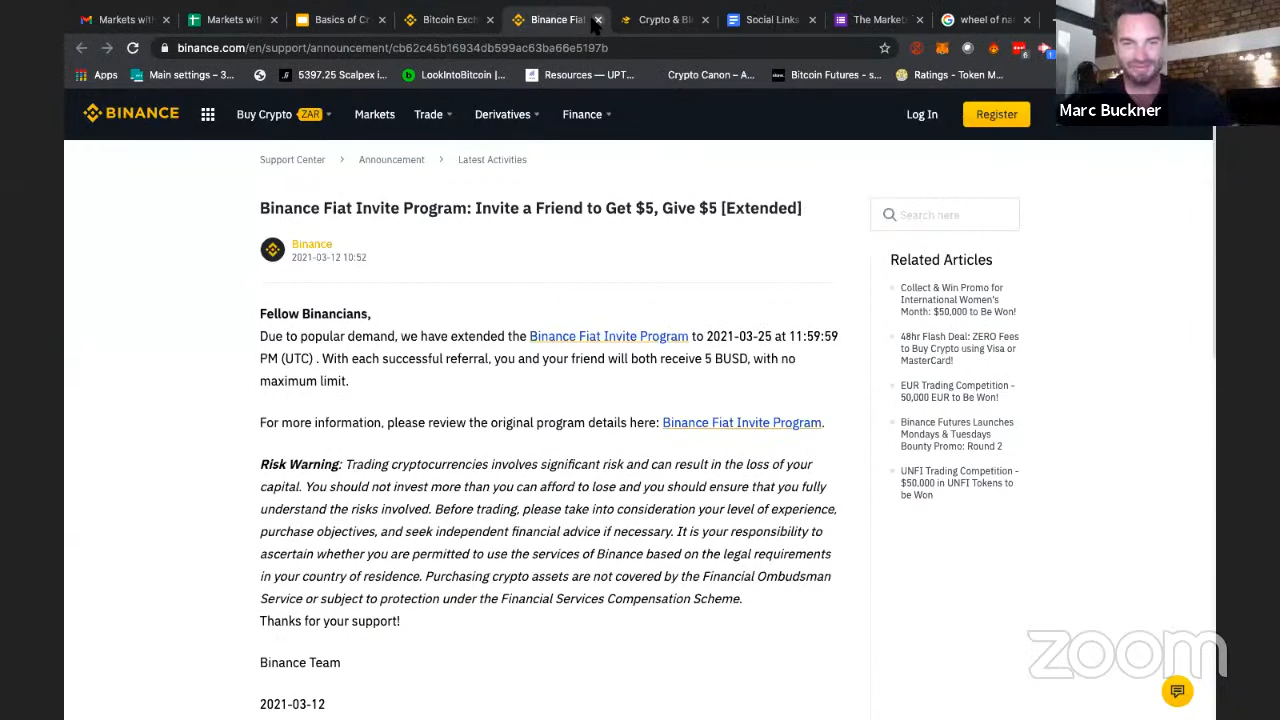 Markets with
Markets with
Basics of Cr
Bitcoin Exch
Binance Fiat
Crypto & Bl
Social Links
The Markets
wheel of nam
binance.com/en/support/announcement/cb62c45b16934db599ac63ba66e5197b
6
Apps
Main settings – 3...
5397.25 Scalpex i...
LookIntoBitcoin |...
Resources — UPT...
Crypto Canon – A...
Bitcoin Futures - s...
Ratings - Token M...
Marc Buckner
BINANCE
Buy Crypto
ZAR
Markets
Trade
Derivatives
Finance
Log In
Register
Support Center > Announcement > Latest Activities
Binance Fiat Invite Program: Invite a Friend to Get $5, Give $5 [Extended]
Binance
2021-03-12 10:52
Fellow Binancians,
Due to popular demand, we have extended the Binance Fiat Invite Program to 2021-03-25 at 11:59:59
PM (UTC) . With each successful referral, you and your friend will both receive 5 BUSD, with no
maximum limit.
For more information, please review the original program details here: Binance Fiat Invite Program.
Risk Warning: Trading cryptocurrencies involves significant risk and can result in the loss of your
capital. You should not invest more than you can afford to lose and you should ensure that you fully
understand the risks involved. Before trading, please take into consideration your level of experience,
purchase objectives, and seek independent financial advice if necessary. It is your responsibility to
ascertain whether you are permitted to use the services of Binance based on the legal requirements
in your country of residence. Purchasing crypto assets are not covered by the Financial Ombudsman
Service or subject to protection under the Financial Services Compensation Scheme.
Thanks for your support!
Binance Team
2021-03-12
Search here
Related Articles
Collect & Win Promo for
International Women's
Month: $50,000 to Be Won!
48hr Flash Deal: ZERO Fees
to Buy Crypto using Visa or
MasterCard!
EUR Trading Competition -
50,000 EUR to Be Won!
Binance Futures Launches
Mondays & Tuesdays
Bounty Promo: Round 2
UNFI Trading Competition -
$50,000 in UNFI Tokens to
be Won
zoom